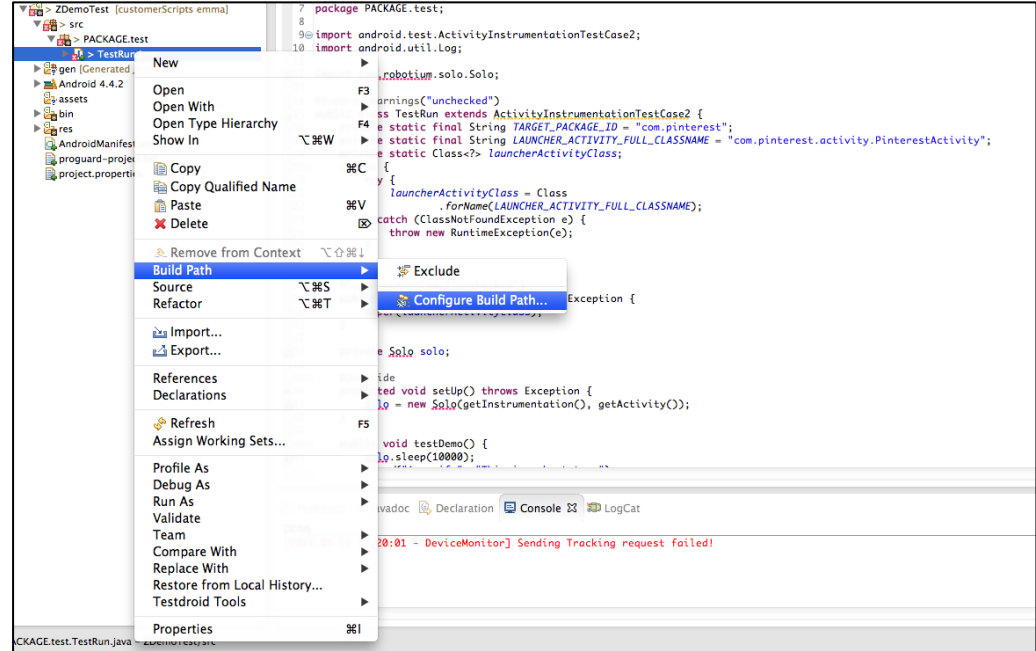 > ZDemoTest [customerScripts emma]
> src
> PACKAGE.test
> TestRun
gen [Generated
Android 4.4.2
assets
bin
res
AndroidManifest
proguard-proje
project.propertie
7 package PACKAGE.test;
8
9 import android.test.ActivityInstrumentationTestCase2;
10 import android.util.Log;
robotium.solo.Solo;
arnings("unchecked")
ss TestRun extends ActivityInstrumentationTestCase2 {
e static final String TARGET_PACKAGE_ID = "com.pinterest";
e static final String LAUNCHER_ACTIVITY_FULL_CLASSNAME = "com.pinterest.activity.PinterestActivity";
e static Class<?> launcherActivityClass;
{
y {
launcherActivityClass = Class
.forName(LAUNCHER_ACTIVITY_FULL_CLASSNAME);
catch (ClassNotFoundException e) {
throw new RuntimeException(e);
Exception {
e Solo solo;
ide
ted void setUp() throws Exception {
lo = new Solo(getInstrumentation(), getActivity());
void testDemo() {
lo.sleep(10000);
New
Open F3
Open With
Open Type Hierarchy F4
Show In ⌥⌘W
Copy ⌘C
Copy Qualified Name
Paste ⌘V
Delete ⌦
Remove from Context ⌥⇧⌘↓
Build Path
Source ⌥⌘S
Refactor ⌥⌘T
Import...
Export...
References
Declarations
Refresh F5
Assign Working Sets...
Profile As
Debug As
Run As
Validate
Team
Compare With
Replace With
Restore from Local History...
Testdroid Tools
Properties ⌘I
Exclude
Configure Build Path...
avadoc Declaration Console LogCat
20:01 - DeviceMonitor] Sending Tracking request failed!
ACKAGE.test.TestRun.java - ZDemoTest/src